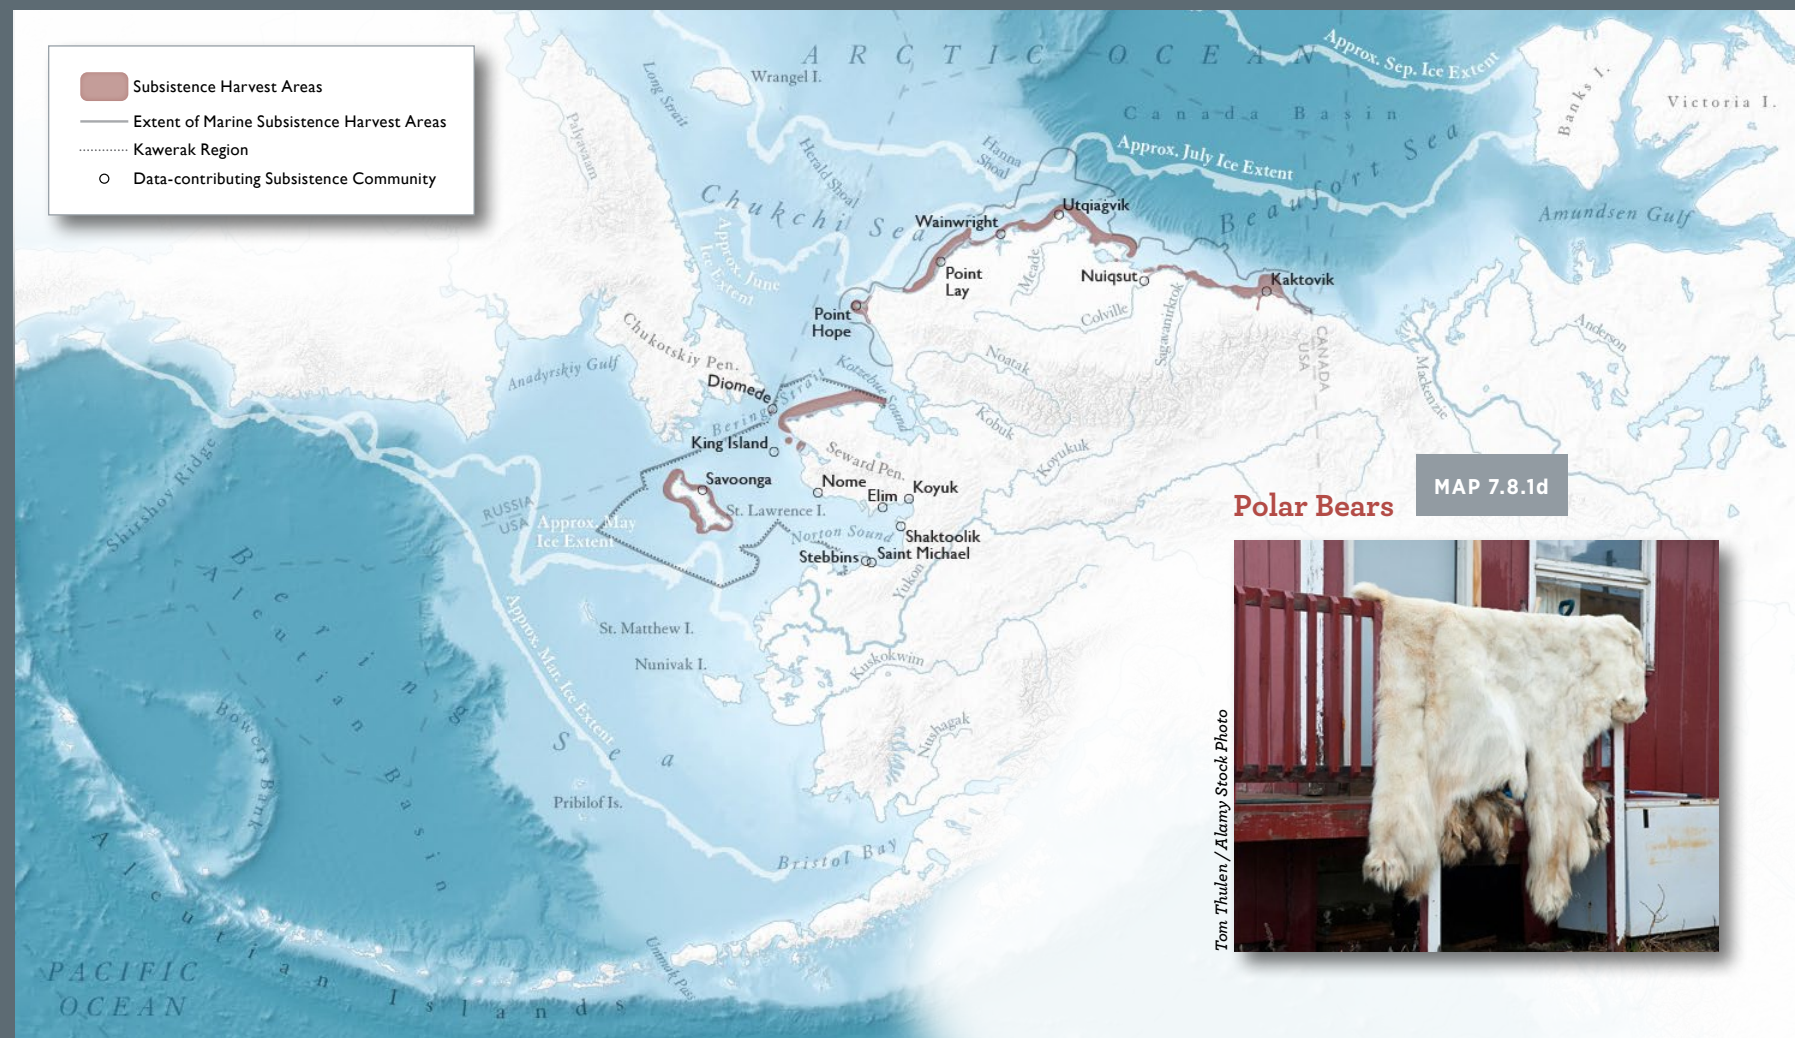 Subsistence Harvest Areas
Extent of Marine Subsistence Harvest Areas
Kawerak Region
Data-contributing Subsistence Community
ARCTIC OCEAN
Approx. Sep. Ice Extent
Wrangel I.
Long Strait
Banks I.
Victoria I.
Canada Basin
Palyavaam
Herald Shoal
Hanna
Shoal
Approx. July Ice Extent
Beaufort Sea
Chukchi Sea
Amundsen Gulf
Utqiaġvik
Wainwright
Approx. June
Ice Extent
Point
Lay
Meade
Nuiqsut
Kaktovik
Point
Hope
Colville
Sagavanirktok
Anderson
CANADA
USA
Chukotskiy Pen.
Anadyrskiy Gulf
Noatak
Mackenzie
Kotzebue
Sound
Diomede
Bering Strait
Kobuk
Koyukuk
King Island
Seward Pen.
Shirshov Ridge
Savoonga
Nome
Elim
Koyuk
RUSSIA
USA
St. Lawrence I.
Approx. May
Ice Extent
Norton Sound
Shaktoolik
Saint Michael
Stebbins
Yukon
Polar Bears
MAP 7.8.1d
Bering Sea
Aleutian Basin
Approx. Mar. Ice Extent
St. Matthew I.
Nunivak I.
Kuskokwim
Bowers Bank
Nushagak
Pribilof Is.
Bristol Bay
Aleutian Islands
Unimak Pass
PACIFIC
OCEAN
Tom Thulen / Alamy Stock Photo